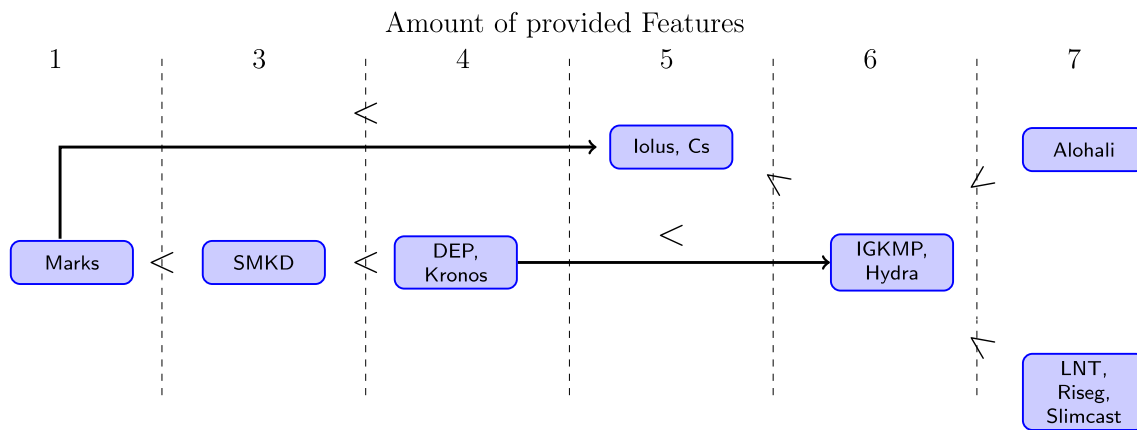 Amount of provided Features
1 3 4 5 6 7
<
Iolus, Cs
Alohali
< <
<
Marks < SMKD < DEP,
Kronos
IGKMP,
Hydra
<
LNT,
Riseg,
Slimcast